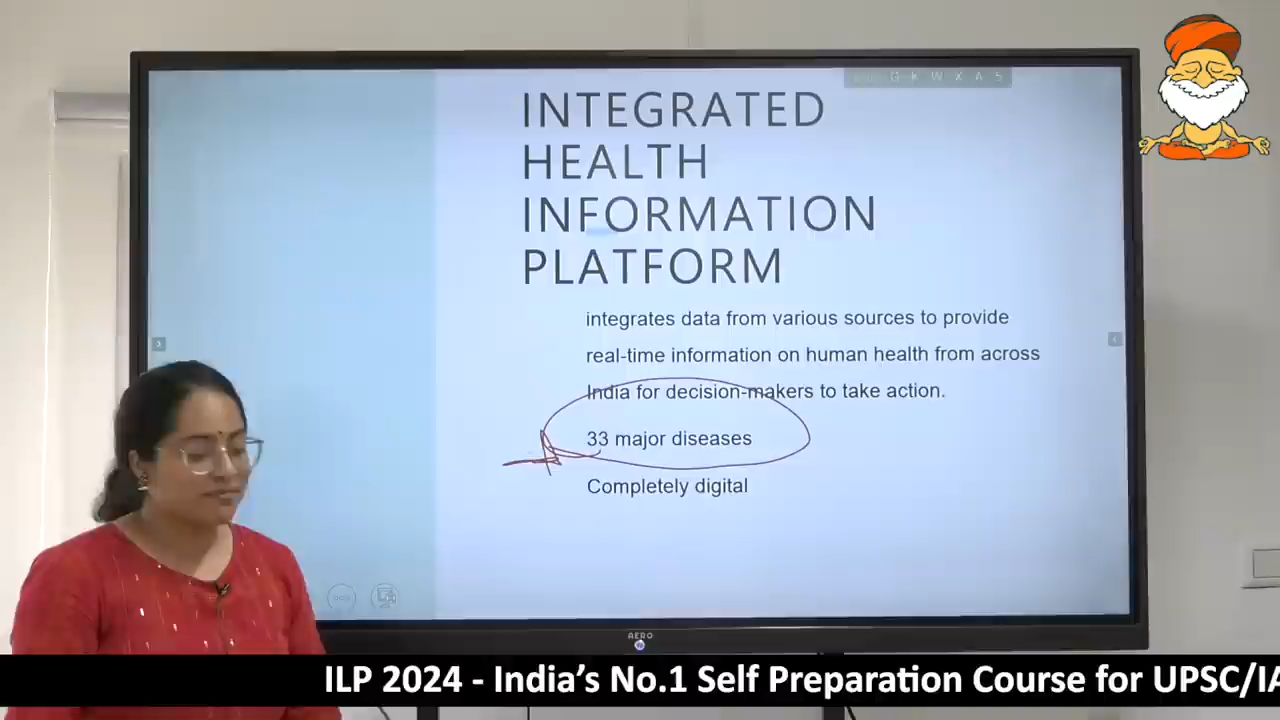 G K W X A 5
INTEGRATED
HEALTH
INFORMATION
PLATFORM
integrates data from various sources to provide
real-time information on human health from across
India for decision-makers to take action.
33 major diseases
Completely digital
AERO
ILP 2024 - India’s No.1 Self Preparation Course for UPSC/IA